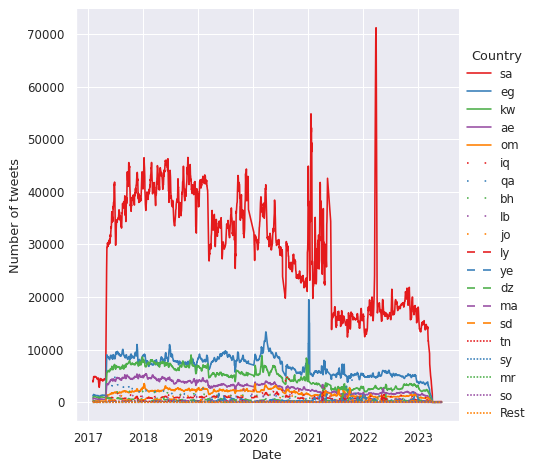 70000
60000
50000
40000
30000
20000
10000
0
Number of tweets
2017 2018 2019 2020 2021 2022 2023
Date
Country
sa
eg
kw
ae
om
iq
qa
bh
lb
jo
ly
ye
dz
ma
sd
tn
sy
mr
so
Rest